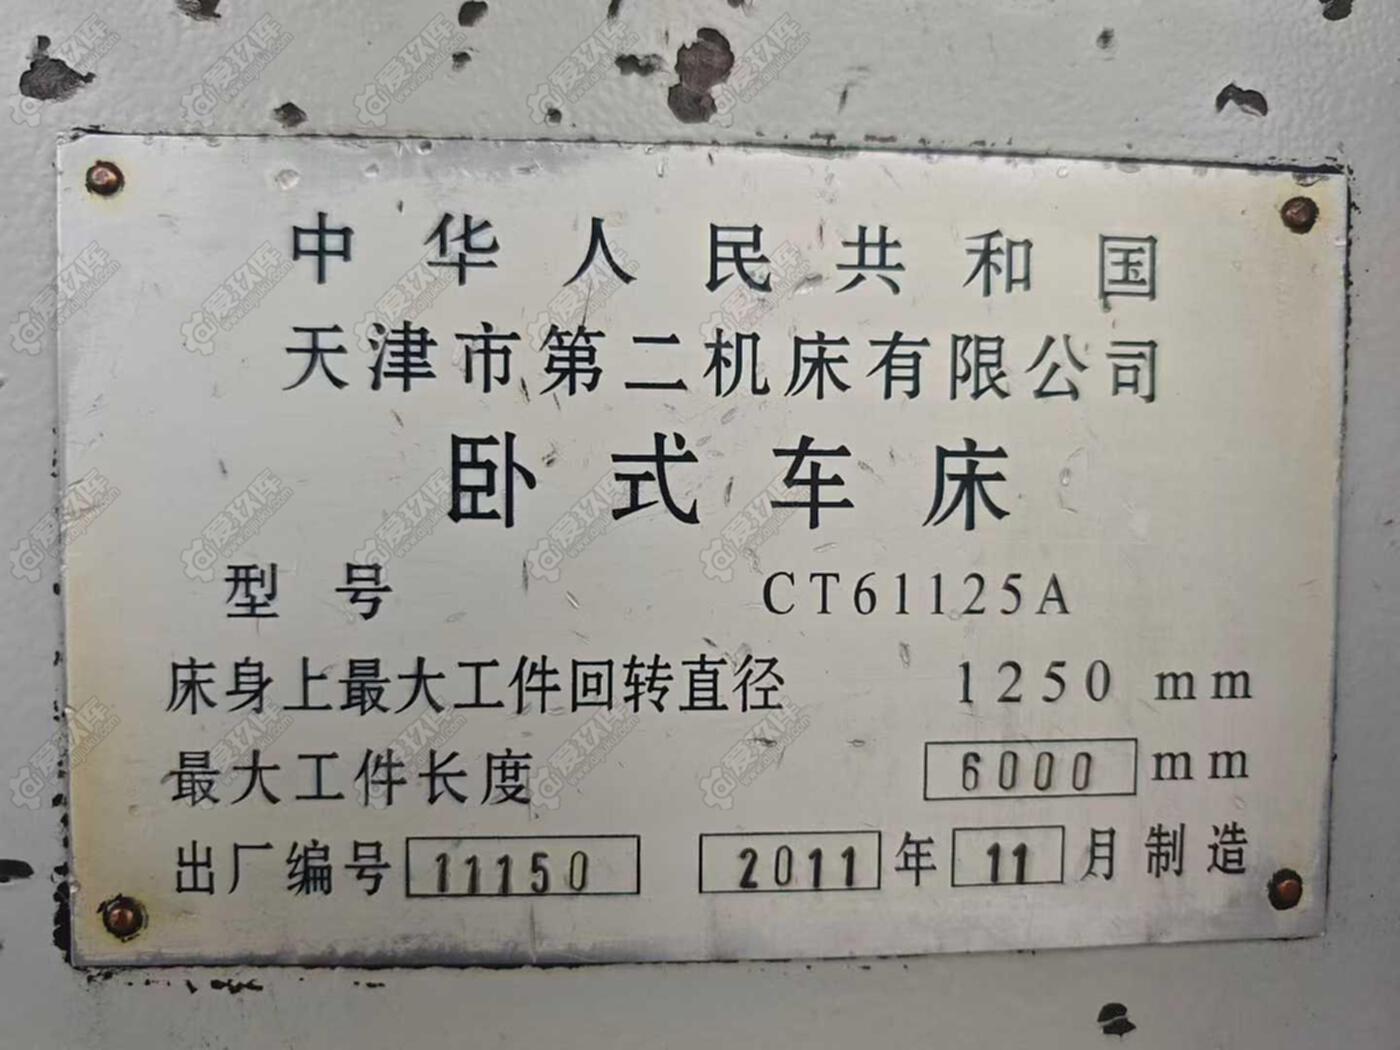 中华人民共和国
天津市第二机床有限公司
卧式车床
型号 CT61125A
床身上最大工件回转直径 1250 mm
最大工件长度 6000 mm
出厂编号 11150 2011 年 11 月制造